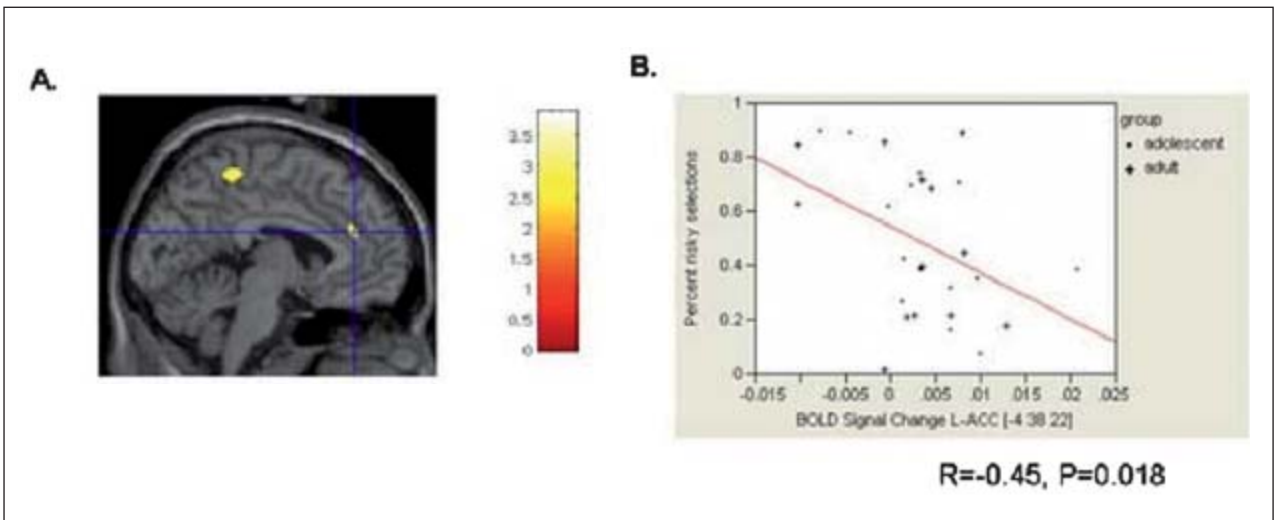 A.
3.5
3
2.5
2
1.5
1
0.5
0
B.
Percent risky selections
1
0.8
0.6
0.4
0.2
0
-0.015 -0.005 0 .005 .01 .015 .02 .025
BOLD Signal Change L-ACC [-4 38 22]
group
adolescent
adult
R=-0.45, P=0.018